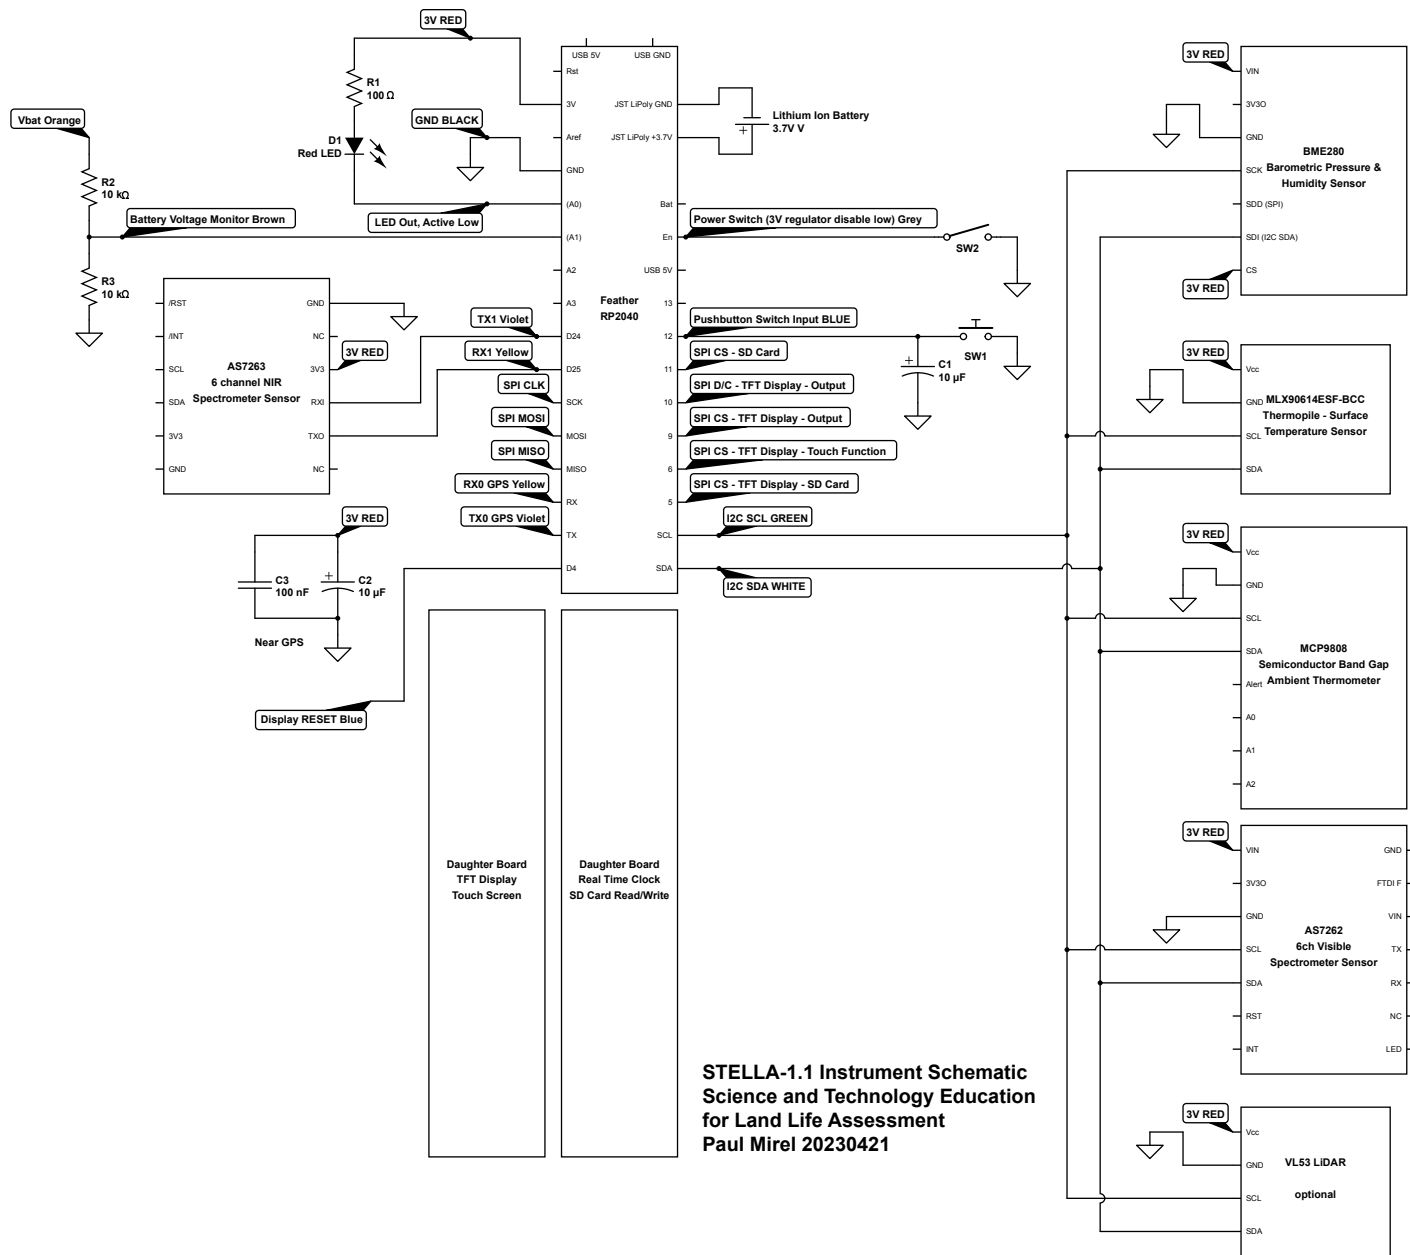 3V RED
R1
100 Ω
D1
Red LED
Vbat Orange
R2
10 kΩ
R3
10 kΩ
Battery Voltage Monitor Brown
GND BLACK
LED Out, Active Low
USB 5V
USB GND
Rst
3V
Aref
GND
(A0)
(A1)
A2
A3
D24
D25
SCK
MOSI
MISO
RX
TX
D4
Feather
RP2040
JST LiPoly GND
JST LiPoly +3.7V
Bat
En
USB 5V
13
12
11
10
9
6
5
SCL
SDA
Lithium Ion Battery
3.7V V
Power Switch (3V regulator disable low) Grey
SW2
Pushbutton Switch Input BLUE
SW1
C1
10 µF
SPI CS - SD Card
SPI D/C - TFT Display - Output
SPI CS - TFT Display - Output
SPI CS - TFT Display - Touch Function
SPI CS - TFT Display - SD Card
I2C SCL GREEN
I2C SDA WHITE
TX1 Violet
RX1 Yellow
SPI CLK
SPI MOSI
SPI MISO
RX0 GPS Yellow
TX0 GPS Violet
/RST
/INT
SCL
SDA
3V3
GND
AS7263
6 channel NIR
Spectrometer Sensor
GND
NC
3V3
RXI
TXO
NC
3V RED
3V RED
C3
100 nF
C2
10 µF
Near GPS
Display RESET Blue
Daughter Board
TFT Display
Touch Screen
Daughter Board
Real Time Clock
SD Card Read/Write
STELLA-1.1 Instrument Schematic
Science and Technology Education
for Land Life Assessment
Paul Mirel 20230421
3V RED
VIN
3V3O
GND
SCK
SDD (SPI)
SDI (I2C SDA)
CS
3V RED
BME280
Barometric Pressure &
Humidity Sensor
3V RED
Vcc
GND
SCL
SDA
MLX90614ESF-BCC
Thermopile - Surface
Temperature Sensor
3V RED
Vcc
GND
SCL
SDA
Alert
A0
A1
A2
MCP9808
Semiconductor Band Gap
Ambient Thermometer
3V RED
VIN
3V3O
GND
SCL
SDA
RST
INT
AS7262
6ch Visible
Spectrometer Sensor
GND
FTDI F
VIN
TX
RX
NC
LED
3V RED
Vcc
GND
SCL
SDA
VL53 LiDAR
optional